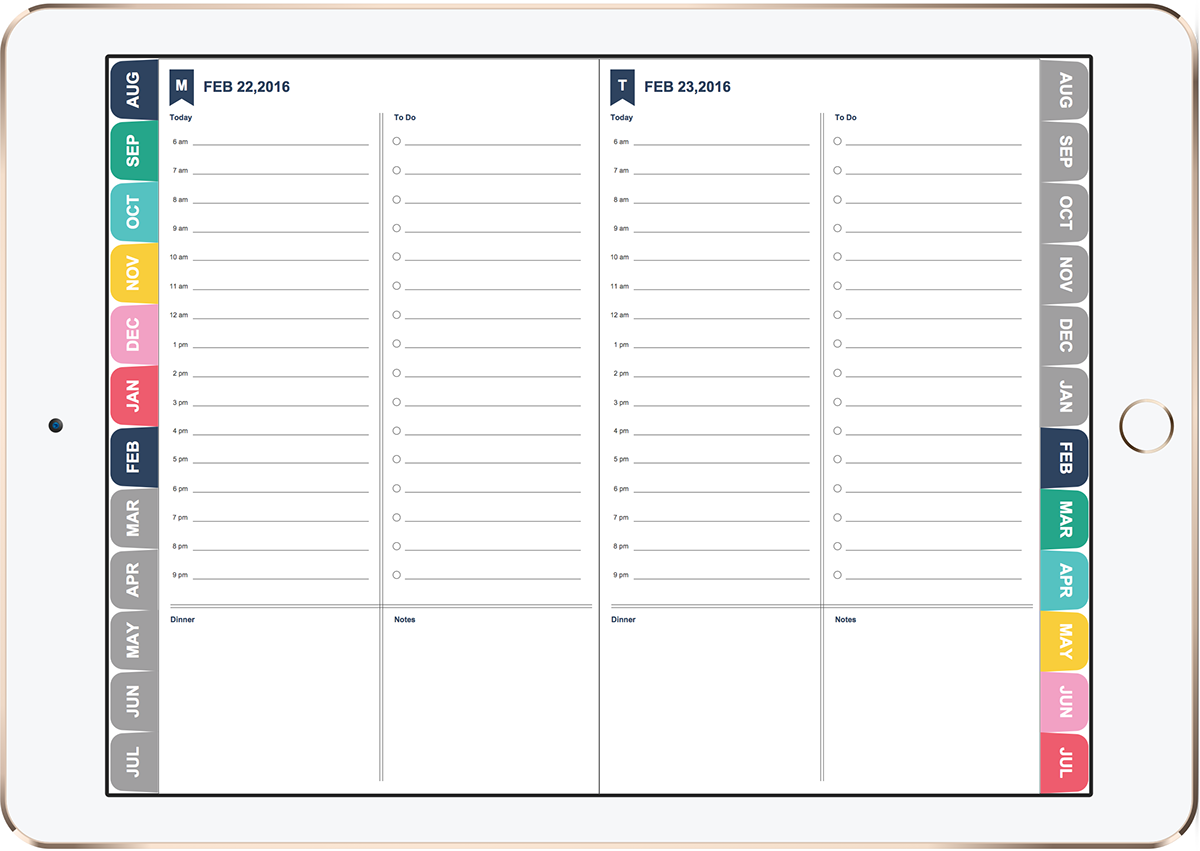 AUG
SEP
OCT
NOV
DEC
JAN
FEB
MAR
APR
MAY
JUN
JUL
M FEB 22,2016
Today
6 am
7 am
8 am
9 am
10 am
11 am
12 am
1 pm
2 pm
3 pm
4 pm
5 pm
6 pm
7 pm
8 pm
9 pm
To Do
Dinner
Notes
T FEB 23,2016
Today
6 am
7 am
8 am
9 am
10 am
11 am
12 am
1 pm
2 pm
3 pm
4 pm
5 pm
6 pm
7 pm
8 pm
9 pm
To Do
Dinner
Notes
AUG
SEP
OCT
NOV
DEC
JAN
FEB
MAR
APR
MAY
JUN
JUL